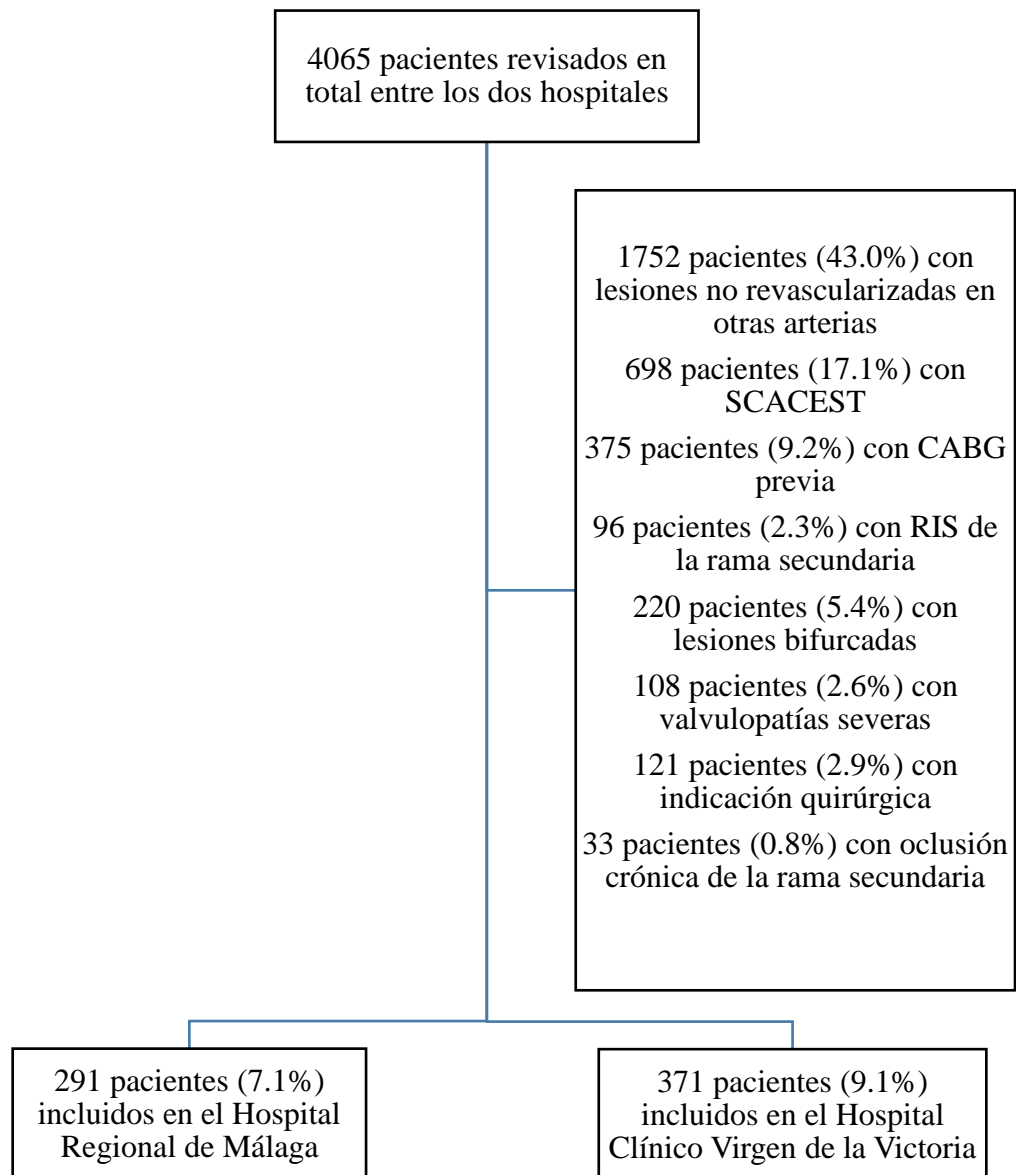 4065 pacientes revisados en
total entre los dos hospitales
1752 pacientes (43.0%) con
lesiones no revascularizadas en
otras arterias
698 pacientes (17.1%) con
SCACEST
375 pacientes (9.2%) con CABG
previa
96 pacientes (2.3%) con RIS de
la rama secundaria
220 pacientes (5.4%) con
lesiones bifurcadas
108 pacientes (2.6%) con
valvulopatías severas
121 pacientes (2.9%) con
indicación quirúrgica
33 pacientes (0.8%) con oclusión
crónica de la rama secundaria
291 pacientes (7.1%)
incluidos en el Hospital
Regional de Málaga
371 pacientes (9.1%)
incluidos en el Hospital
Clínico Virgen de la Victoria